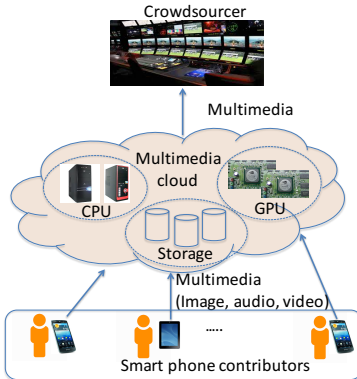 Crowdsourcer
Multimedia
Multimedia
cloud
CPU
GPU
Storage
Multimedia
(Image, audio, video)
.....
Smart phone contributors